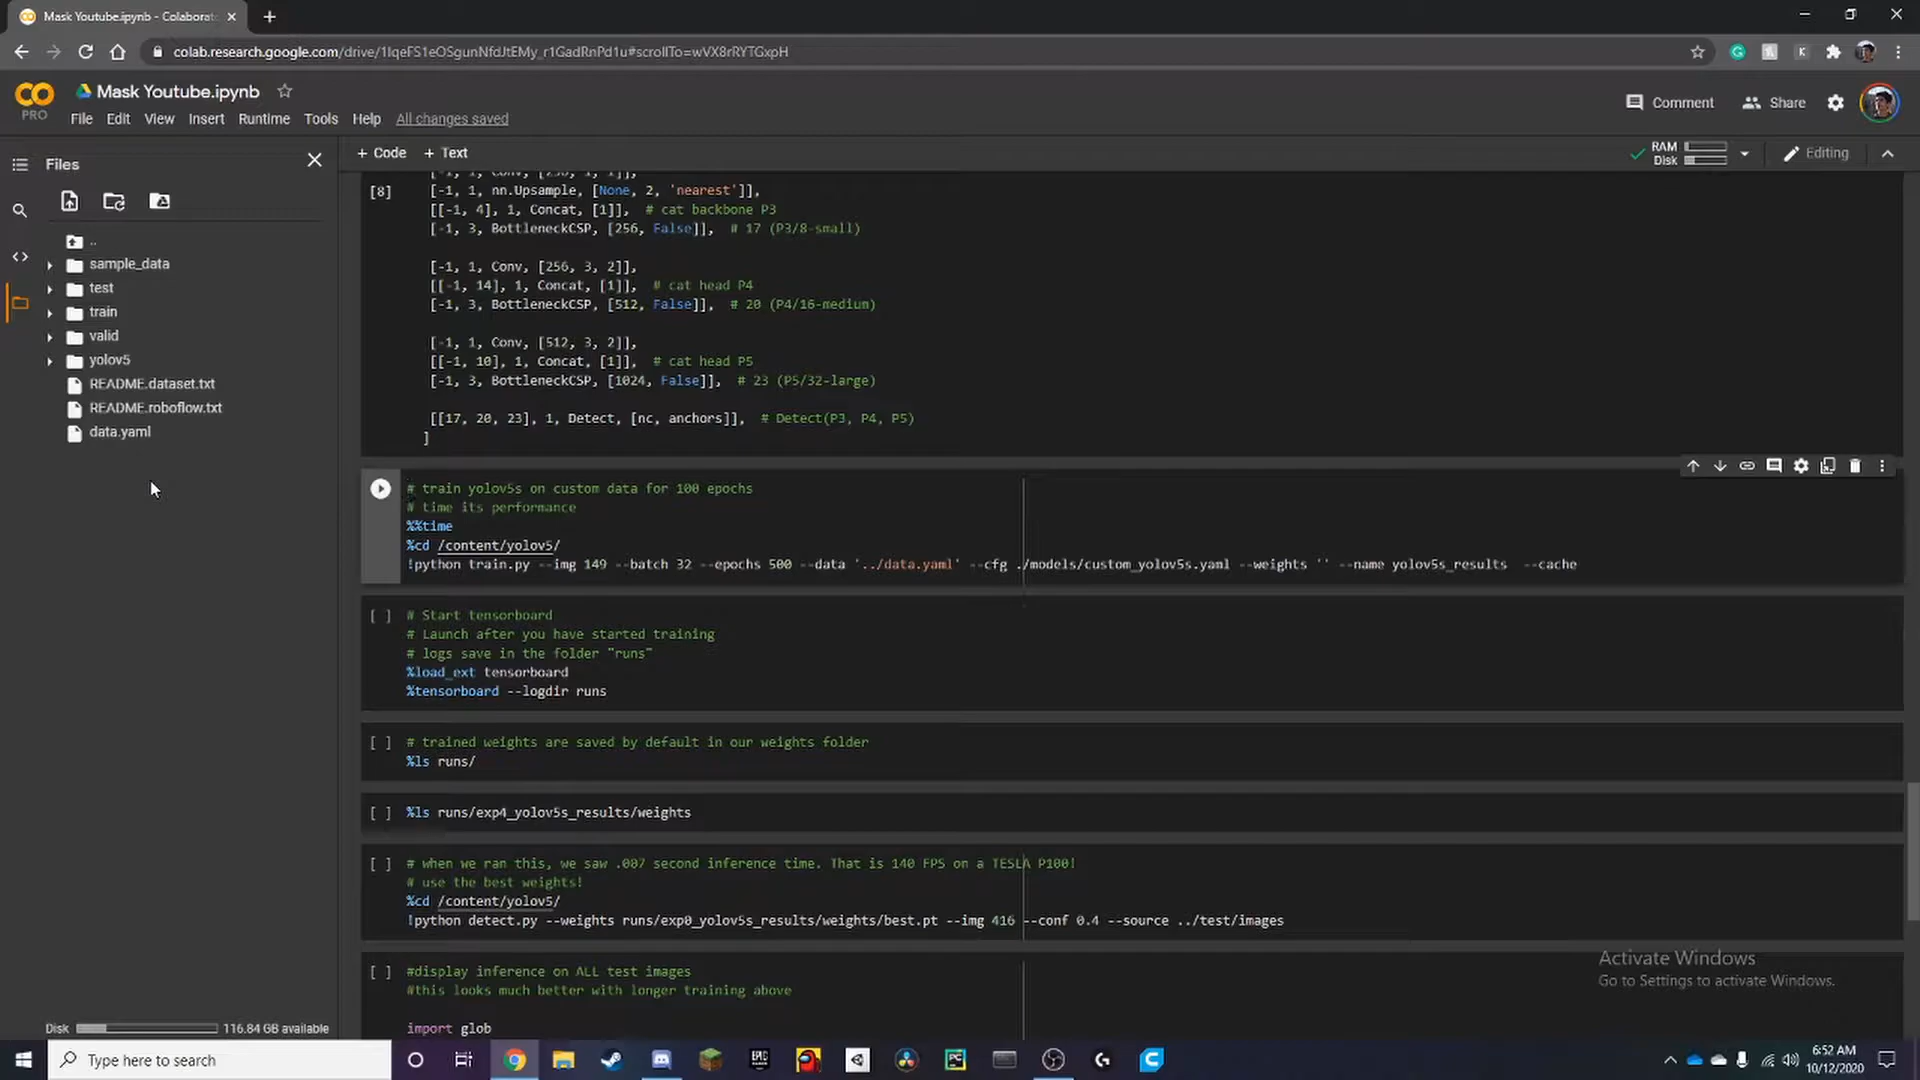 Mask Youtube.ipynb - Colaborat
colab.research.google.com/drive/1IqeFS1eOSgunNfdJtEMy_r1GadRnPd1u#scrollTo=wVX8rRYTGxpH
PRO
Mask Youtube.ipynb
File Edit View Insert Runtime Tools Help All changes saved
Comment Share
Files
+ Code + Text
RAM
Disk
Editing
..
sample_data
test
train
valid
yolov5
README.dataset.txt
README.roboflow.txt
data.yaml
Disk 116.84 GB available
[8]
[-1, 1, nn.Upsample, [None, 2, 'nearest']],
[[-1, 4], 1, Concat, [1]], # cat backbone P3
[-1, 3, BottleneckCSP, [256, False]], # 17 (P3/8-small)
[-1, 1, Conv, [256, 3, 2]],
[[-1, 14], 1, Concat, [1]], # cat head P4
[-1, 3, BottleneckCSP, [512, False]], # 20 (P4/16-medium)
[-1, 1, Conv, [512, 3, 2]],
[[-1, 10], 1, Concat, [1]], # cat head P5
[-1, 3, BottleneckCSP, [1024, False]], # 23 (P5/32-large)
[[17, 20, 23], 1, Detect, [nc, anchors]], # Detect(P3, P4, P5)
]
# train yolov5s on custom data for 100 epochs
# time its performance
%%time
%cd /content/yolov5/
!python train.py --img 149 --batch 32 --epochs 500 --data '../data.yaml' --cfg ./models/custom_yolov5s.yaml --weights '' --name yolov5s_results --cache
[ ] # Start tensorboard
# Launch after you have started training
# logs save in the folder "runs"
%load_ext tensorboard
%tensorboard --logdir runs
[ ] # trained weights are saved by default in our weights folder
%ls runs/
[ ] %ls runs/exp4_yolov5s_results/weights
[ ] # when we ran this, we saw .007 second inference time. That is 140 FPS on a TESLA P100!
# use the best weights!
%cd /content/yolov5/
!python detect.py --weights runs/exp0_yolov5s_results/weights/best.pt --img 416 --conf 0.4 --source ../test/images
[ ] #display inference on ALL test images
#this looks much better with longer training above
import glob
Activate Windows
Go to Settings to activate Windows.
Type here to search
EPIC
PC
6:52 AM
10/12/2020